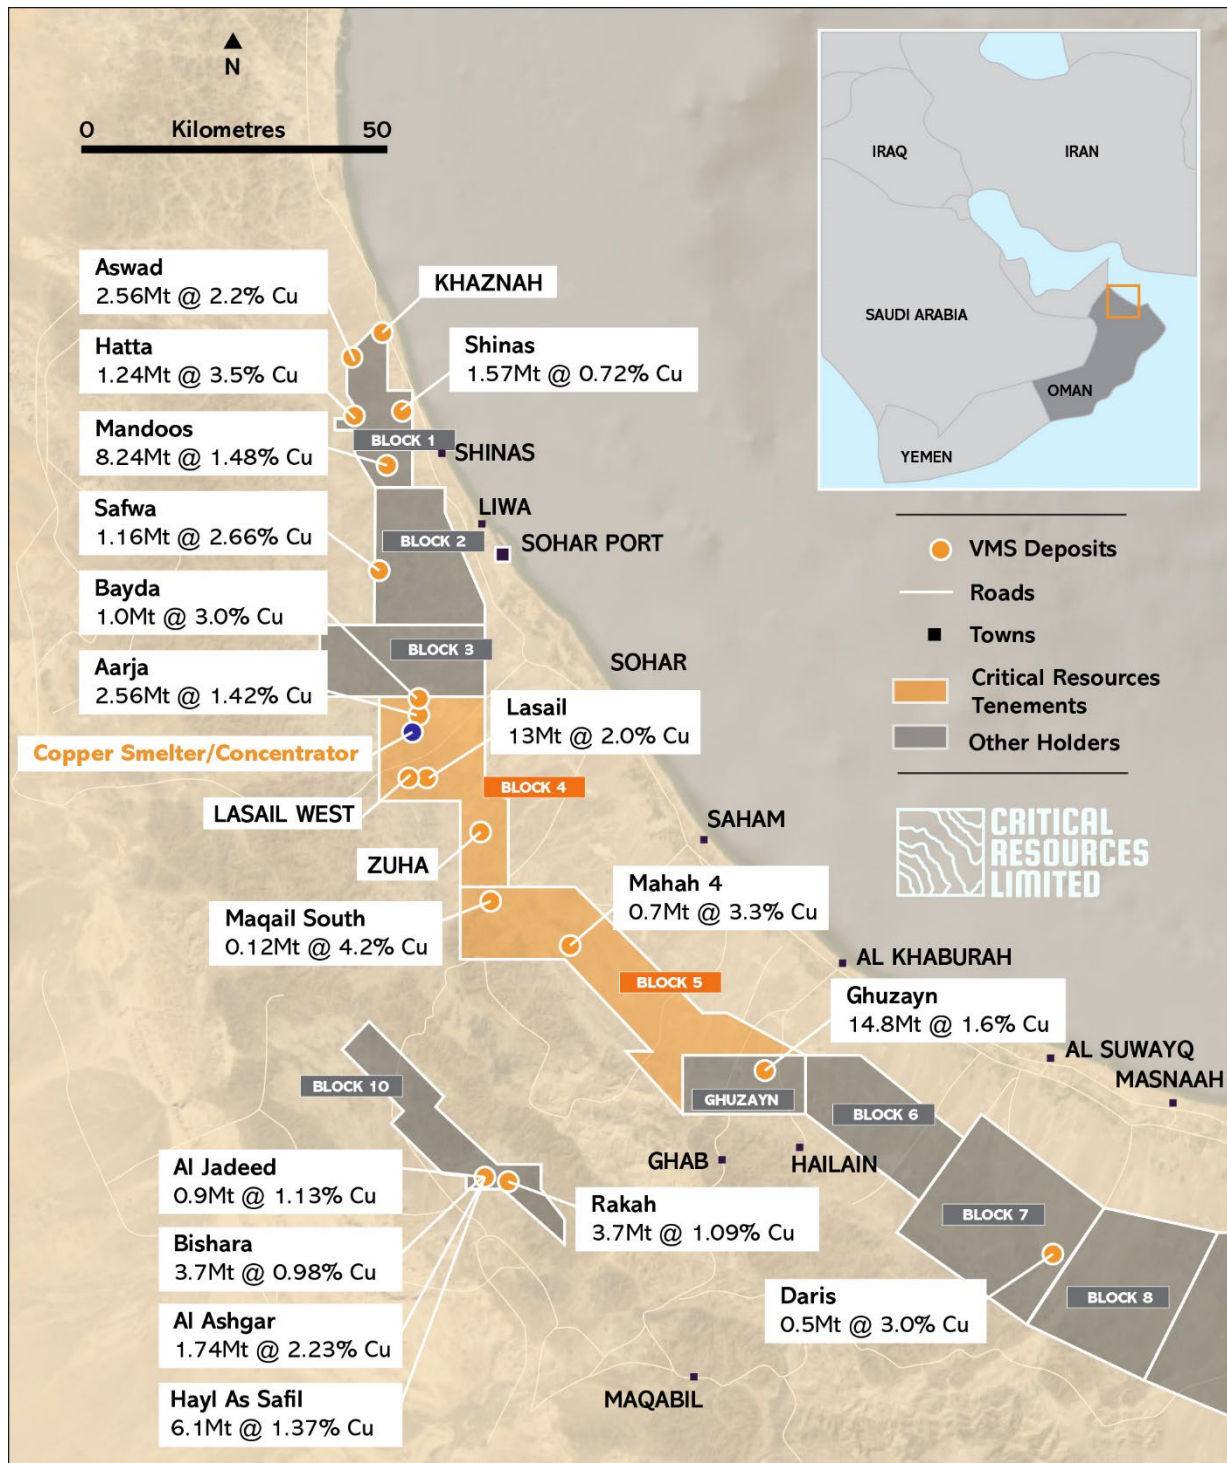 N
0 Kilometres 50
IRAQ
IRAN
SAUDI ARABIA
OMAN
YEMEN
Aswad
2.56Mt @ 2.2% Cu
KHAZNAH
Hatta
1.24Mt @ 3.5% Cu
Shinas
1.57Mt @ 0.72% Cu
Mandoos
8.24Mt @ 1.48% Cu
BLOCK 1
SHINAS
Safwa
1.16Mt @ 2.66% Cu
LIWA
BLOCK 2
SOHAR PORT
VMS Deposits
Roads
Towns
Critical Resources
Tenements
Other Holders
Bayda
1.0Mt @ 3.0% Cu
BLOCK 3
SOHAR
Aarja
2.56Mt @ 1.42% Cu
Lasail
13Mt @ 2.0% Cu
Copper Smelter/Concentrator
BLOCK 4
LASAIL WEST
SAHAM
CRITICAL
RESOURCES
LIMITED
ZUHA
Mahah 4
0.7Mt @ 3.3% Cu
Maqail South
0.12Mt @ 4.2% Cu
AL KHABURAH
BLOCK 5
Ghuzayn
14.8Mt @ 1.6% Cu
AL SUWAYQ
MASNAAH
BLOCK 10
GHUZAYN
BLOCK 6
GHAB
HAILAIN
Al Jadeed
0.9Mt @ 1.13% Cu
Rakah
3.7Mt @ 1.09% Cu
BLOCK 7
Bishara
3.7Mt @ 0.98% Cu
Daris
0.5Mt @ 3.0% Cu
BLOCK 8
Al Ashgar
1.74Mt @ 2.23% Cu
Hayl As Safil
6.1Mt @ 1.37% Cu
MAQABIL